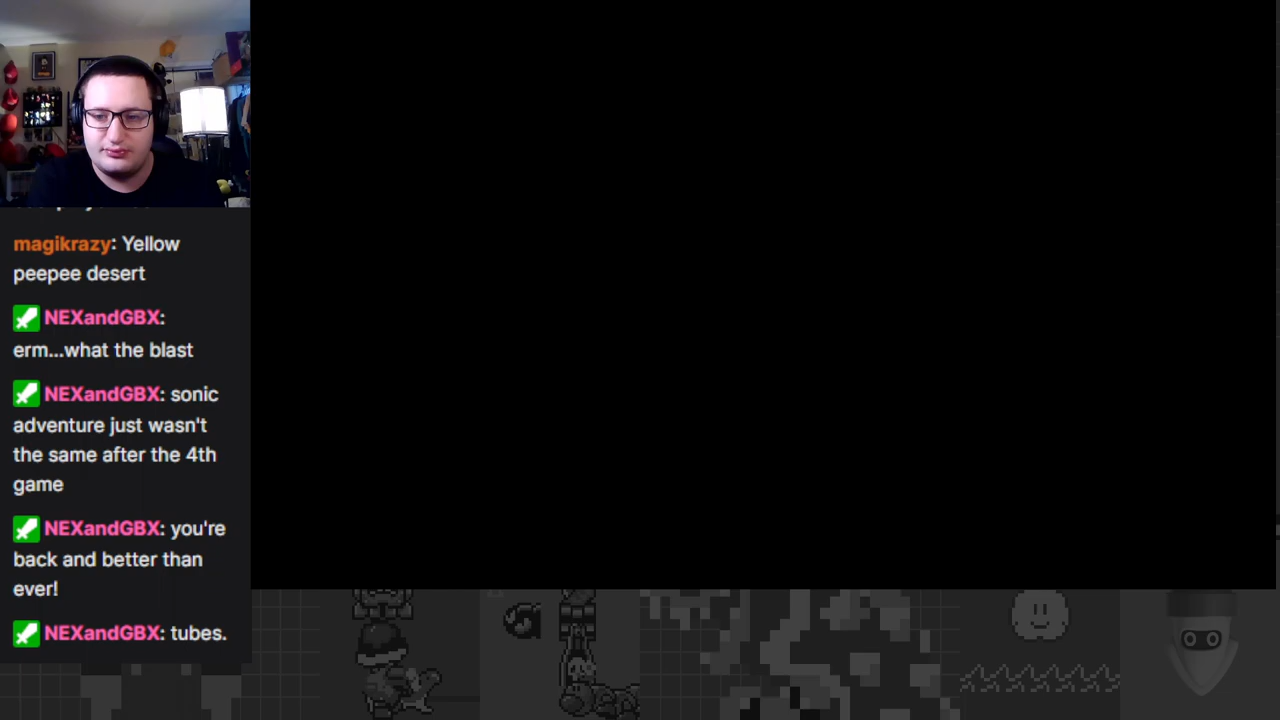 magikrazy: Yellow
peepee desert
NEXandGBX:
erm...what the blast
NEXandGBX: sonic
adventure just wasn't
the same after the 4th
game
NEXandGBX: you're
back and better than
ever!
NEXandGBX: tubes.